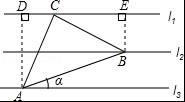 D C E l₁
B l₂
α
A l₃